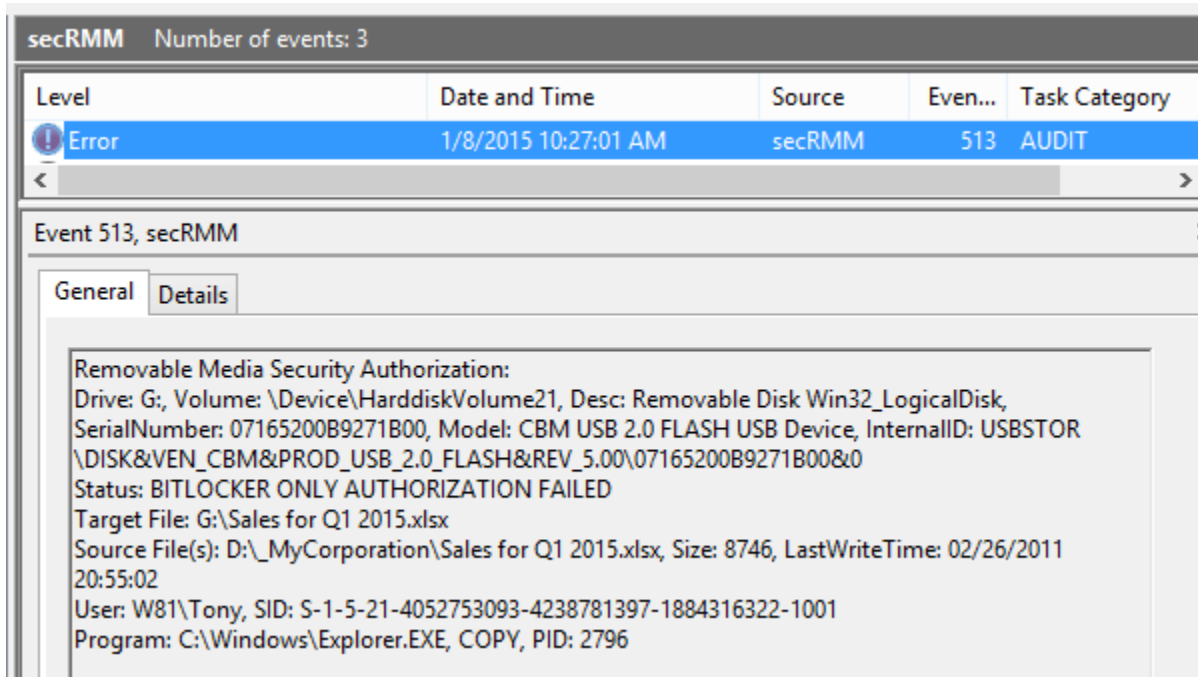 secRMM Number of events: 3
Level Date and Time Source Even... Task Category
Error 1/8/2015 10:27:01 AM secRMM 513 AUDIT
Event 513, secRMM
General Details
Removable Media Security Authorization:
Drive: G:, Volume: \Device\HarddiskVolume21, Desc: Removable Disk Win32_LogicalDisk,
SerialNumber: 07165200B9271B00, Model: CBM USB 2.0 FLASH USB Device, InternalID: USBSTOR
\DISK&VEN_CBM&PROD_USB_2.0_FLASH&REV_5.00\07165200B9271B00&0
Status: BITLOCKER ONLY AUTHORIZATION FAILED
Target File: G:\Sales for Q1 2015.xlsx
Source File(s): D:\_MyCorporation\Sales for Q1 2015.xlsx, Size: 8746, LastWriteTime: 02/26/2011
20:55:02
User: W81\Tony, SID: S-1-5-21-4052753093-4238781397-1884316322-1001
Program: C:\Windows\Explorer.EXE, COPY, PID: 2796